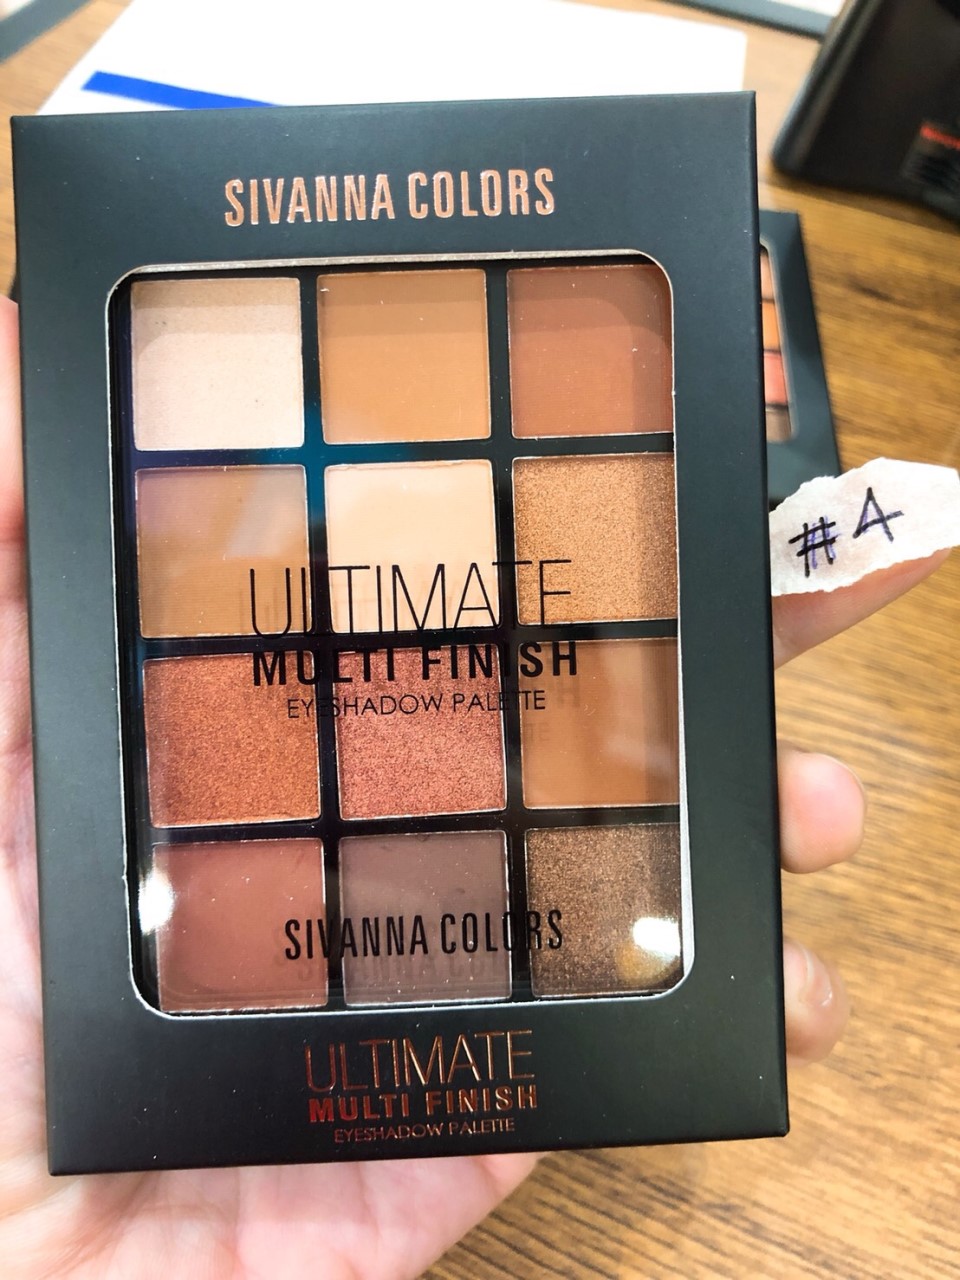 SIVANNA COLORS
#4
ULTIMATE
MULTI FINISH
EYESHADOW PALETTE
SIVANNA COLORS
ULTIMATE
MULTI FINISH
EYESHADOW PALETTE